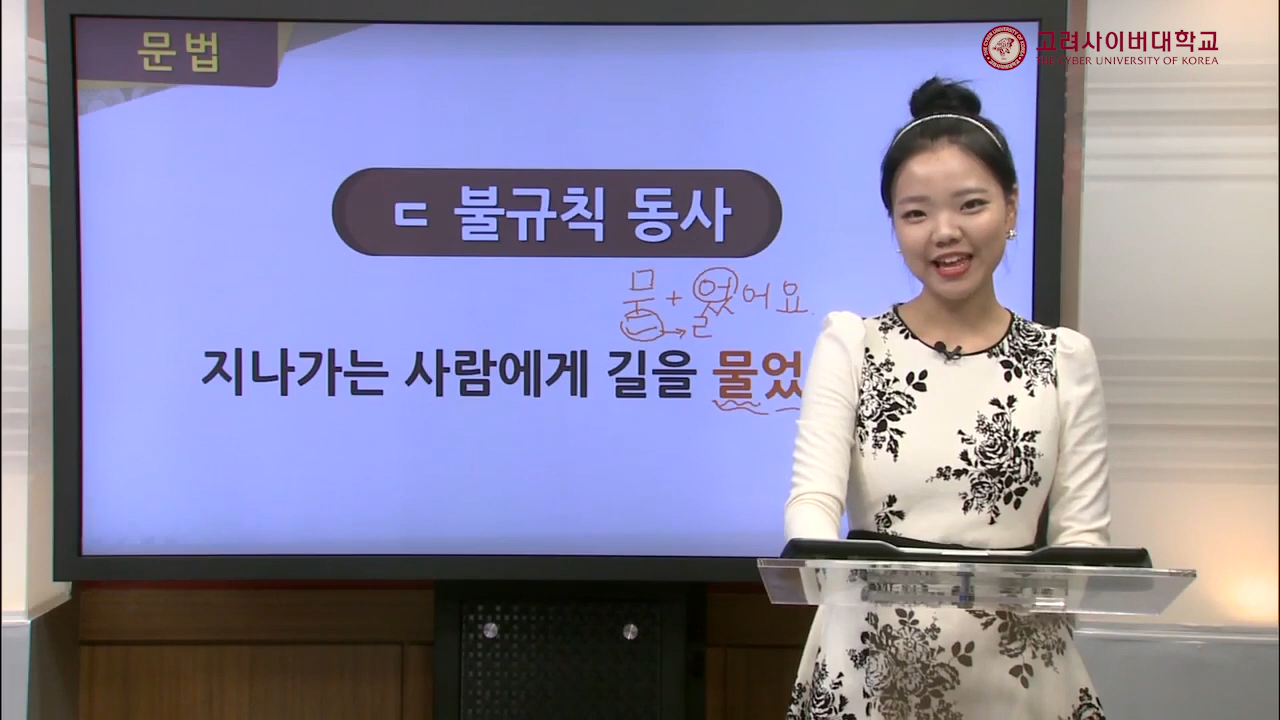 문법
고려사이버대학교
THE CYBER UNIVERSITY OF KOREA
ㄷ 불규칙 동사
묻 + 었어요.
ㄹ
지나가는 사람에게 길을 물었